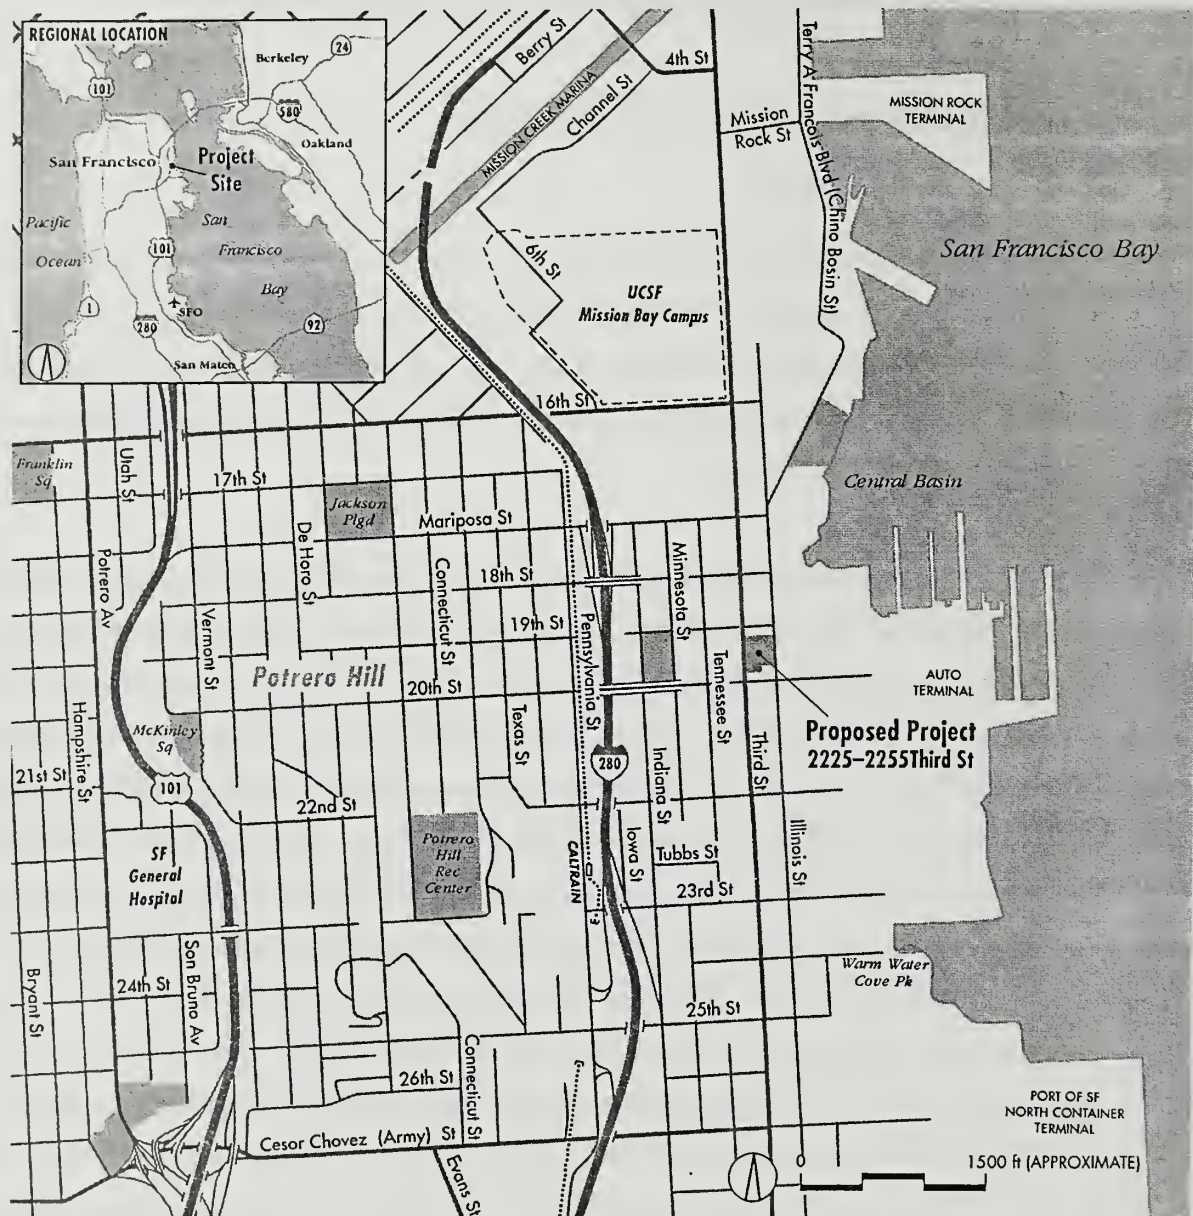 REGIONAL LOCATION
24
Berkeley
101
580
Oakland
San Francisco
Project
Site
Pacific
Ocean
San
Francisco
Bay
101
1
280
SFO
92
San Mateo
Berry St
4th St
MISSION CREEK MARINA
Channel St
Mission
Rock St
Terry A Francois Blvd (Chino Basin St)
MISSION ROCK
TERMINAL
San Francisco Bay
6th St
UCSF
Mission Bay Campus
16th St
Franklin
Sq
Utah St
17th St
Jackson
Plgd
Mariposa St
Central Basin
Potrero Av
De Horo St
Connecticut St
18th St
Minnesota St
Vermont St
19th St
Pennsylvania St
Potrero Hill
20th St
Tennessee St
AUTO
TERMINAL
Hampshire St
McKinley
Sq
Texas St
Proposed Project
2225–2255Third St
21st St
101
280
Third St
Indiana St
22nd St
Illinois St
SF
General
Hospital
Potrero
Hill
Rec
Center
CALTRAIN
Iowa St
Tubbs St
23rd St
Bryant St
24th St
Son Bruno Av
Warm Water
Cove Pk
25th St
Connecticut St
26th St
PORT OF SF
NORTH CONTAINER
TERMINAL
Cesor Chovez (Army) St
Evans St
0
1500 ft (APPROXIMATE)